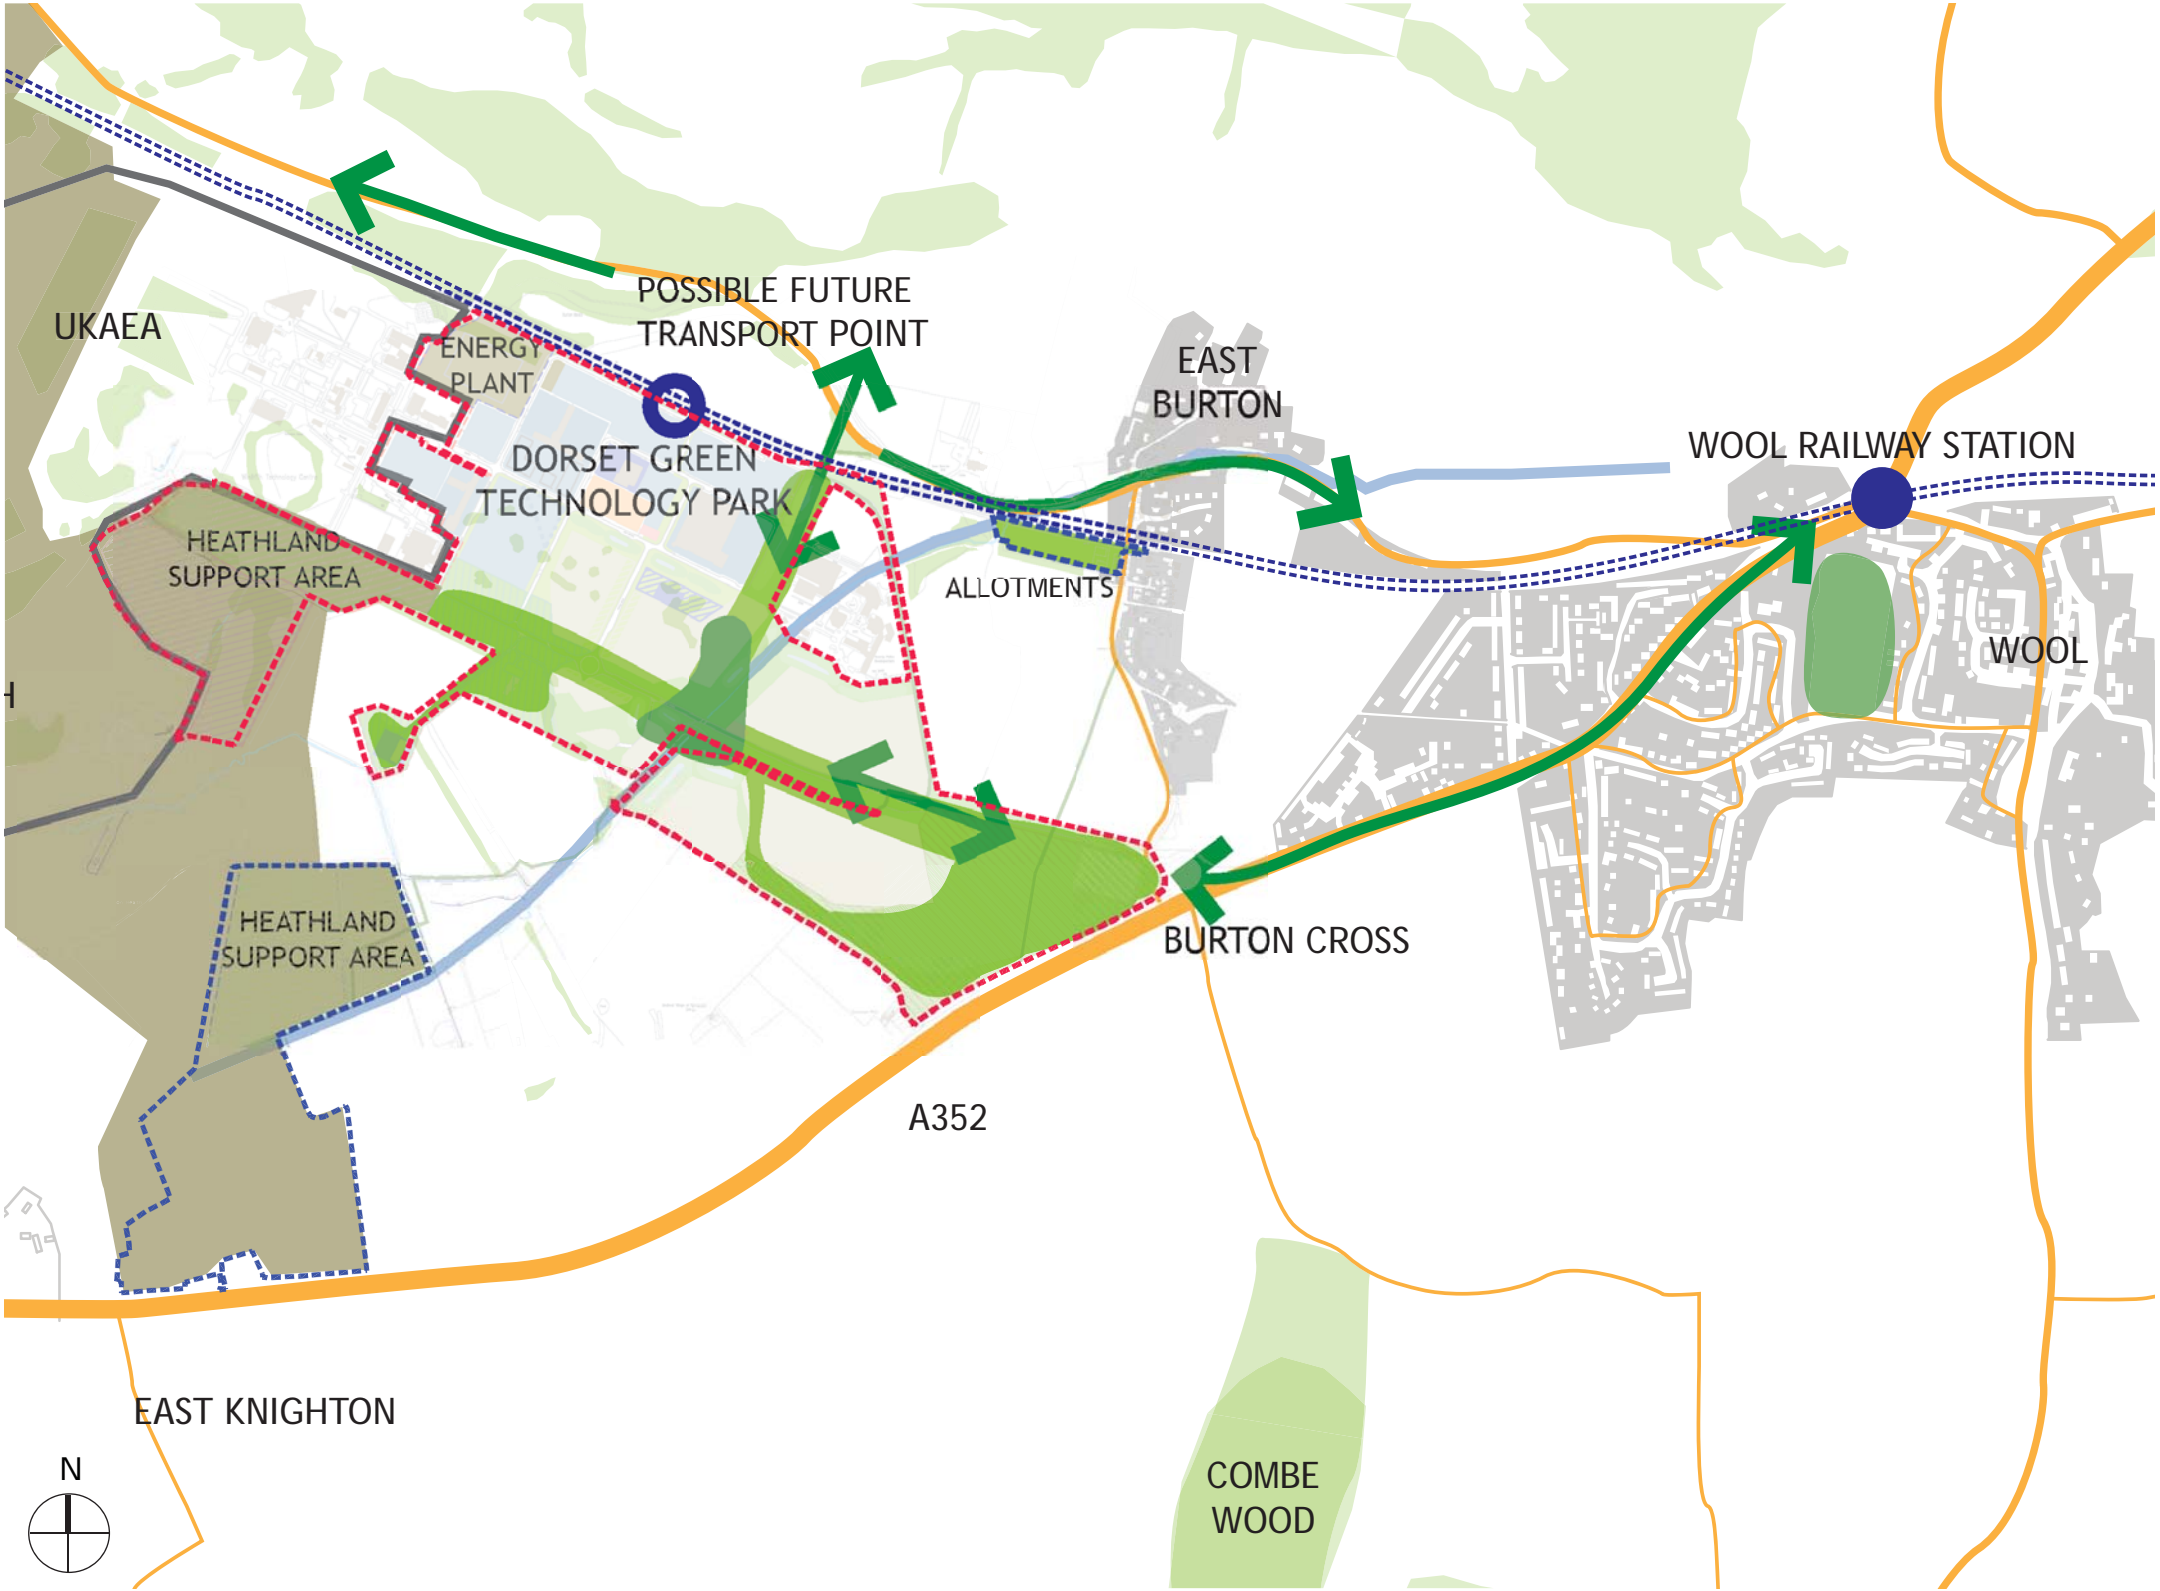 POSSIBLE FUTURE
TRANSPORT POINT
UKAEA
ENERGY
PLANT
EAST
BURTON
WOOL RAILWAY STATION
DORSET GREEN
TECHNOLOGY PARK
HEATHLAND
SUPPORT AREA
ALLOTMENTS
WOOL
H
HEATHLAND
SUPPORT AREA
BURTON CROSS
A352
EAST KNIGHTON
N
COMBE
WOOD